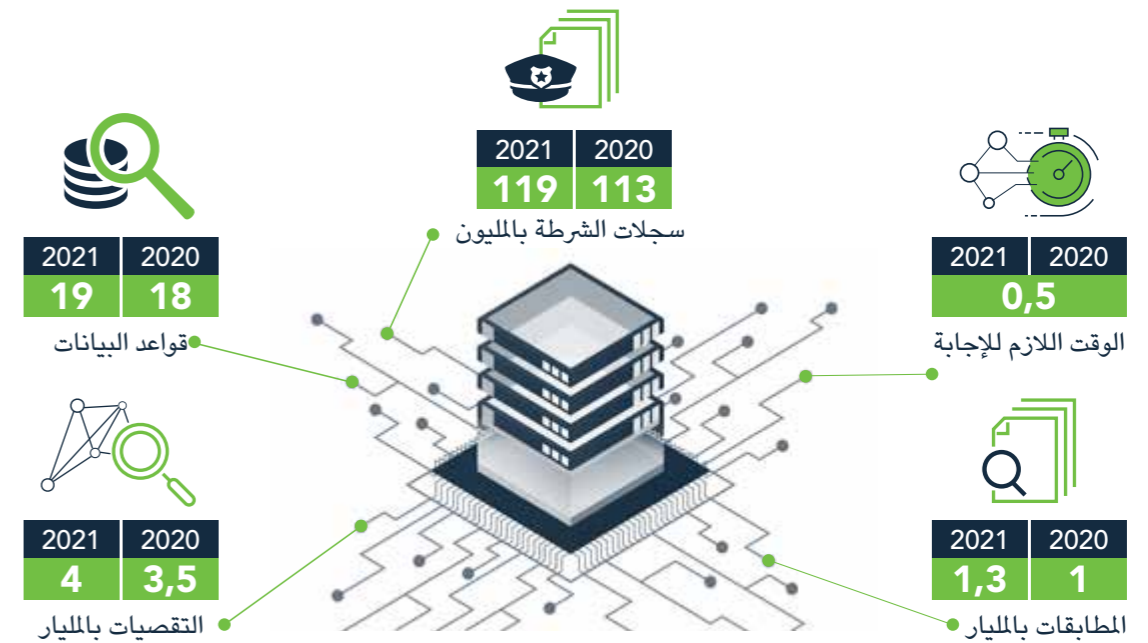 2021 2020
119 113
سجلات الشرطة بالمليون
2021 2020
0,5
الوقت اللازم للإجابة
2021 2020
19 18
قواعد البيانات
2021 2020
1,3 1
المطابقات بالمليار
2021 2020
4 3,5
التقصيات بالمليار